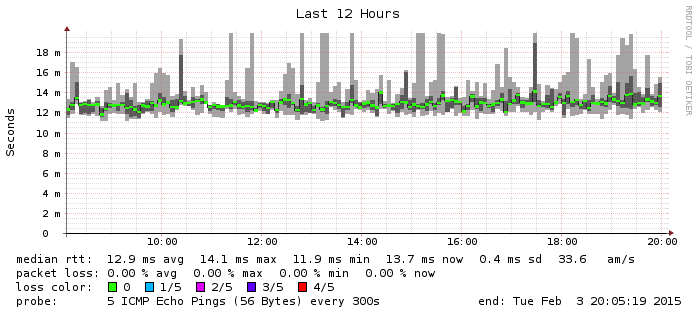 Last 12 Hours
RRDTOOL / TOBI OETIKER
Seconds
18 m
16 m
14 m
12 m
10 m
8 m
6 m
4 m
2 m
0
10:00 12:00 14:00 16:00 18:00 20:00
median rtt: 12.9 ms avg 14.1 ms max 11.9 ms min 13.7 ms now 0.4 ms sd 33.6 am/s
packet loss: 0.00 % avg 0.00 % max 0.00 % min 0.00 % now
loss color: 0 1/5 2/5 3/5 4/5
probe: 5 ICMP Echo Pings (56 Bytes) every 300s end: Tue Feb 3 20:05:19 2015